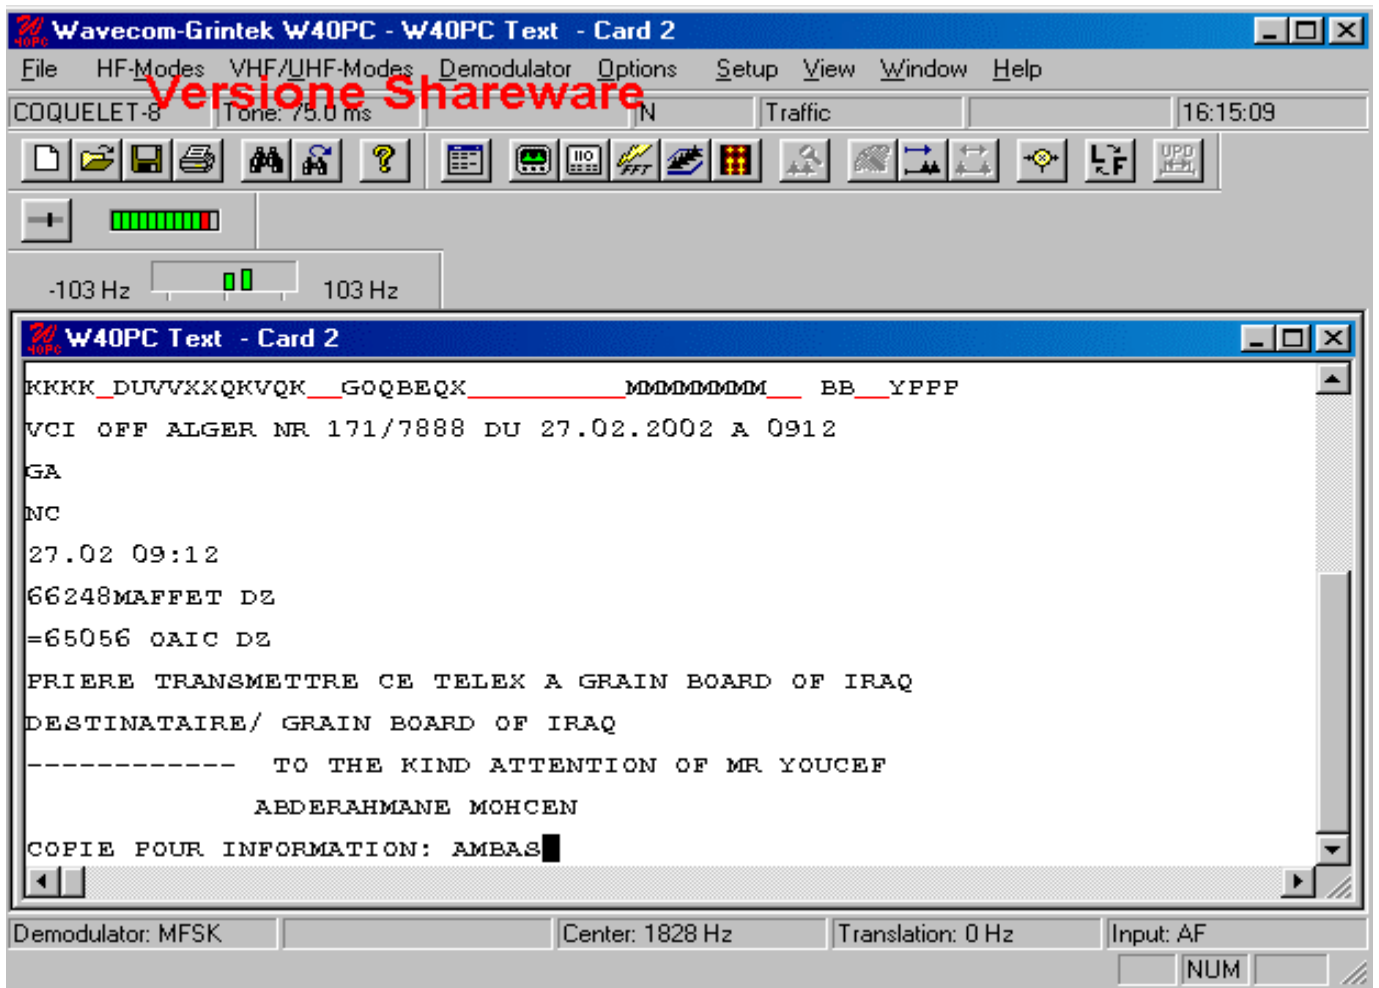 Wavecom-Grintek W40PC - W40PC Text - Card 2
File HF-Modes VHF/UHF-Modes Demodulator Options Setup View Window Help
Versione Shareware
COQUELET-8 Tone: 75.0 ms N Traffic 16:15:09
110 FFT L F UPD
-103 Hz 103 Hz
W40PC Text - Card 2
KKKK_DUVVXXQKVQK__GOQBEQX__________MMMMMMMM__ BB__YPPF
VCI OFF ALGER NR 171/7888 DU 27.02.2002 A 0912
GA
NC
27.02 09:12
66248MAFFET DZ
=65056 OAIC DZ
PRIERE TRANSMETTRE CE TELEX A GRAIN BOARD OF IRAQ
DESTINATAIRE/ GRAIN BOARD OF IRAQ
------------ TO THE KIND ATTENTION OF MR YOUCEF
ABDERAHMANE MOHCEN
COPIE POUR INFORMATION: AMBAS
Demodulator: MFSK Center: 1828 Hz Translation: 0 Hz Input: AF
NUM